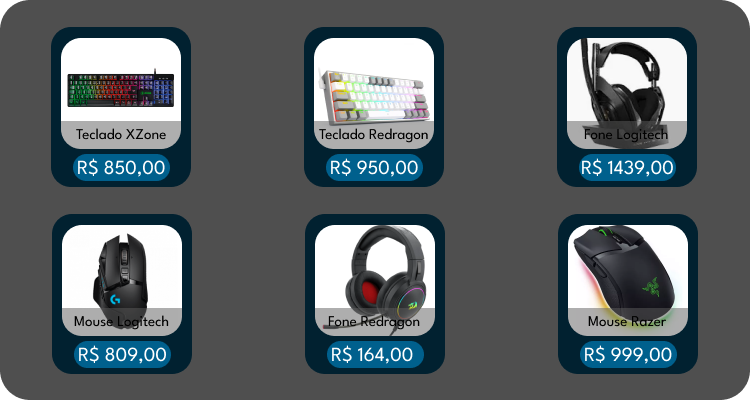 Teclado XZone
R$ 850,00
Teclado Redragon
R$ 950,00
Fone Logitech
R$ 1439,00
Mouse Logitech
R$ 809,00
Fone Redragon
R$ 164,00
Mouse Razer
R$ 999,00